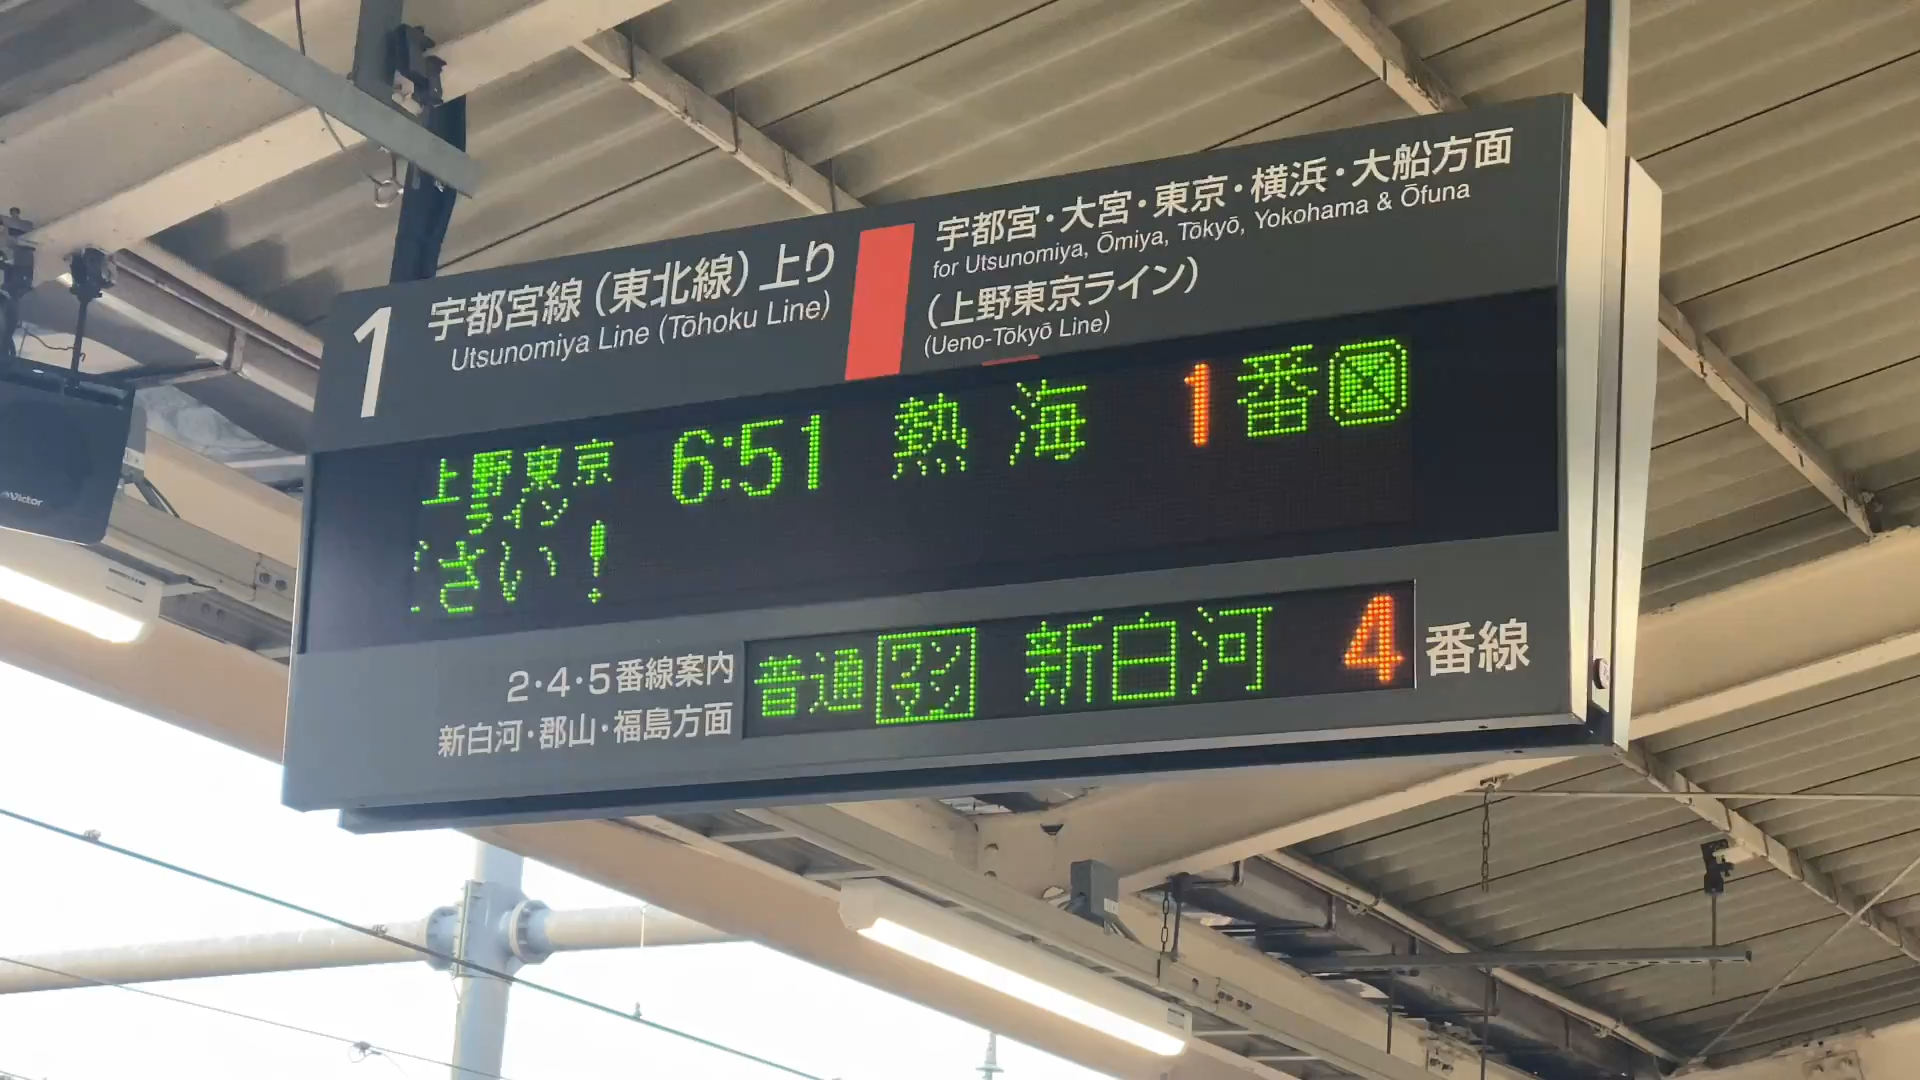 1
宇都宮線(東北線)上り
Utsunomiya Line (Tōhoku Line)
宇都宮・大宮・東京・横浜・大船方面
for Utsunomiya, Ōmiya, Tōkyō, Yokohama & Ōfuna
(上野東京ライン)
(Ueno-Tōkyō Line)
上野東京ライン 6:51 熱海 1番
さい!
2・4・5番線案内
新白河・郡山・福島方面
普通 ワンマン 新白河 4 番線
Victor